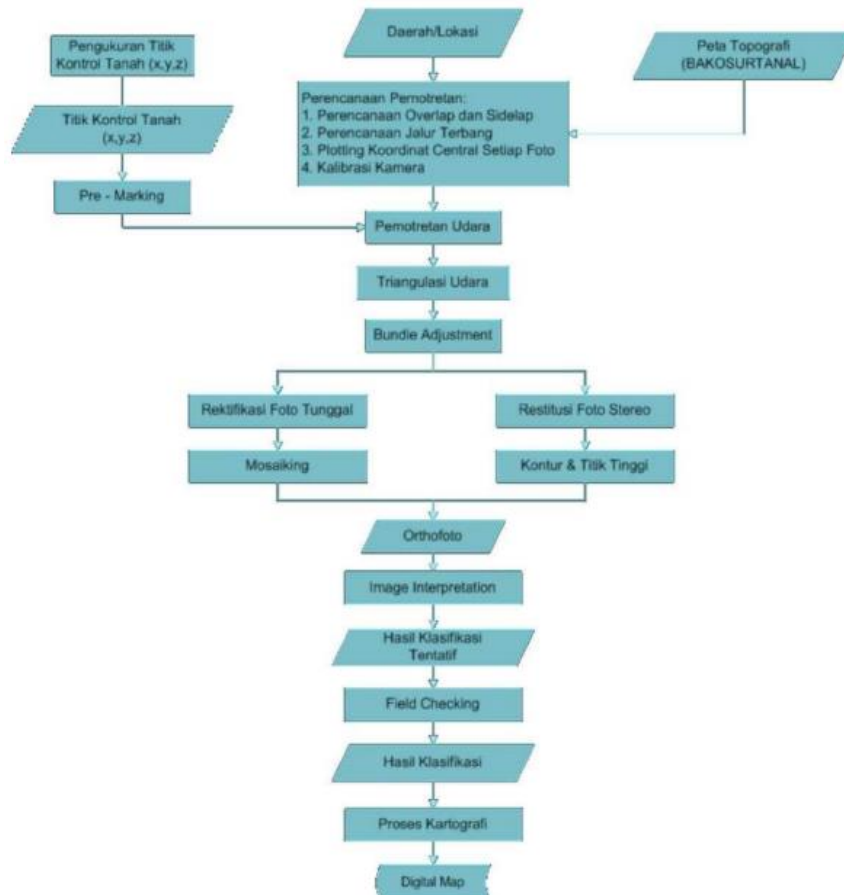 Pengukuran Titik
Kontrol Tanah (x,y,z)
Daerah/Lokasi
Peta Topografi
(BAKOSURTANAL)
Titik Kontrol Tanah
(x,y,z)
Perencanaan Pemotretan:
1. Perencanaan Overlap dan Sidelap
2. Perencanaan Jalur Terbang
3. Plotting Koordinat Central Setiap Foto
4. Kalibrasi Kamera
Pre - Marking
Pemotretan Udara
Triangulasi Udara
Bundle Adjustment
Rektifikasi Foto Tunggal
Restitusi Foto Stereo
Mosaiking
Kontur & Titik Tinggi
Orthofoto
Image Interpretation
Hasil Klasifikasi
Tentatif
Field Checking
Hasil Klasifikasi
Proses Kartografi
Digital Map